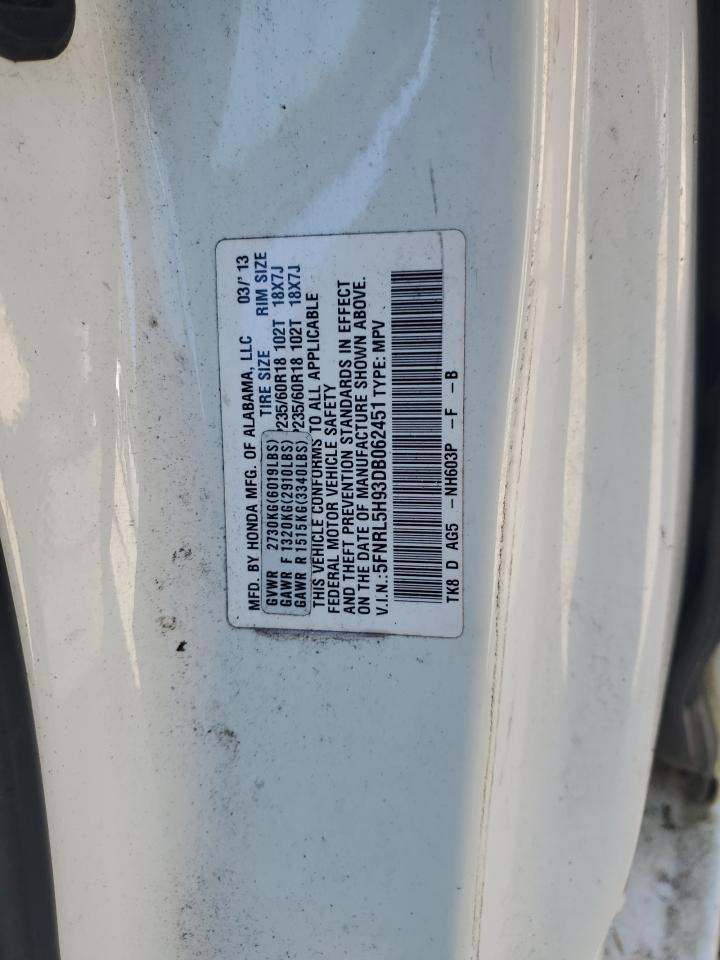 MFD. BY HONDA MFG. OF ALABAMA, LLC 03/'13
TIRE SIZE RIM SIZE
GVWR 2730KG(6019LBS)
GAWR F 1320KG(2910LBS) P235/60R18 102T 18X7J
GAWR R 1515KG(3340LBS) P235/60R18 102T 18X7J
THIS VEHICLE CONFORMS TO ALL APPLICABLE
FEDERAL MOTOR VEHICLE SAFETY
AND THEFT PREVENTION STANDARDS IN EFFECT
ON THE DATE OF MANUFACTURE SHOWN ABOVE.
V.I.N.:5FNRL5H93DB062451 TYPE: MPV
TK8 D AG5 -NH603P -F -B